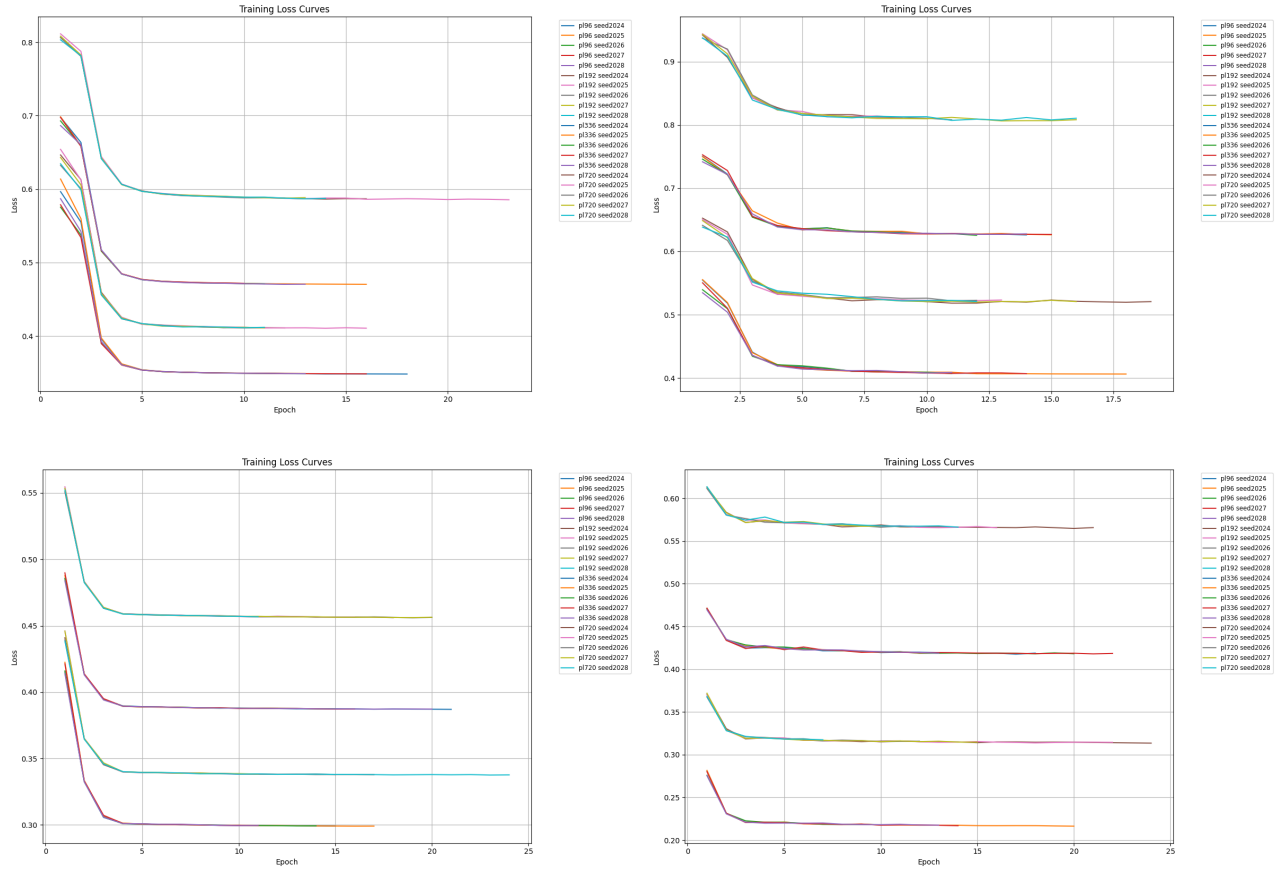 Training Loss Curves
0.8
0.7
0.6
0.5
0.4
Loss
0
5
10
15
20
Epoch
pl96 seed2024
pl96 seed2025
pl96 seed2026
pl96 seed2027
pl96 seed2028
pl192 seed2024
pl192 seed2025
pl192 seed2026
pl192 seed2027
pl192 seed2028
pl336 seed2024
pl336 seed2025
pl336 seed2026
pl336 seed2027
pl336 seed2028
pl720 seed2024
pl720 seed2025
pl720 seed2026
pl720 seed2027
pl720 seed2028
Training Loss Curves
0.9
0.8
0.7
0.6
0.5
0.4
Loss
2.5
5.0
7.5
10.0
12.5
15.0
17.5
Epoch
pl96 seed2024
pl96 seed2025
pl96 seed2026
pl96 seed2027
pl96 seed2028
pl192 seed2024
pl192 seed2025
pl192 seed2026
pl192 seed2027
pl192 seed2028
pl336 seed2024
pl336 seed2025
pl336 seed2026
pl336 seed2027
pl336 seed2028
pl720 seed2024
pl720 seed2025
pl720 seed2026
pl720 seed2027
pl720 seed2028
Training Loss Curves
0.55
0.50
0.45
0.40
0.35
0.30
Loss
0
5
10
15
20
25
Epoch
pl96 seed2024
pl96 seed2025
pl96 seed2026
pl96 seed2027
pl96 seed2028
pl192 seed2024
pl192 seed2025
pl192 seed2026
pl192 seed2027
pl192 seed2028
pl336 seed2024
pl336 seed2025
pl336 seed2026
pl336 seed2027
pl336 seed2028
pl720 seed2024
pl720 seed2025
pl720 seed2026
pl720 seed2027
pl720 seed2028
Training Loss Curves
0.60
0.55
0.50
0.45
0.40
0.35
0.30
0.25
0.20
Loss
0
5
10
15
20
25
Epoch
pl96 seed2024
pl96 seed2025
pl96 seed2026
pl96 seed2027
pl96 seed2028
pl192 seed2024
pl192 seed2025
pl192 seed2026
pl192 seed2027
pl192 seed2028
pl336 seed2024
pl336 seed2025
pl336 seed2026
pl336 seed2027
pl336 seed2028
pl720 seed2024
pl720 seed2025
pl720 seed2026
pl720 seed2027
pl720 seed2028